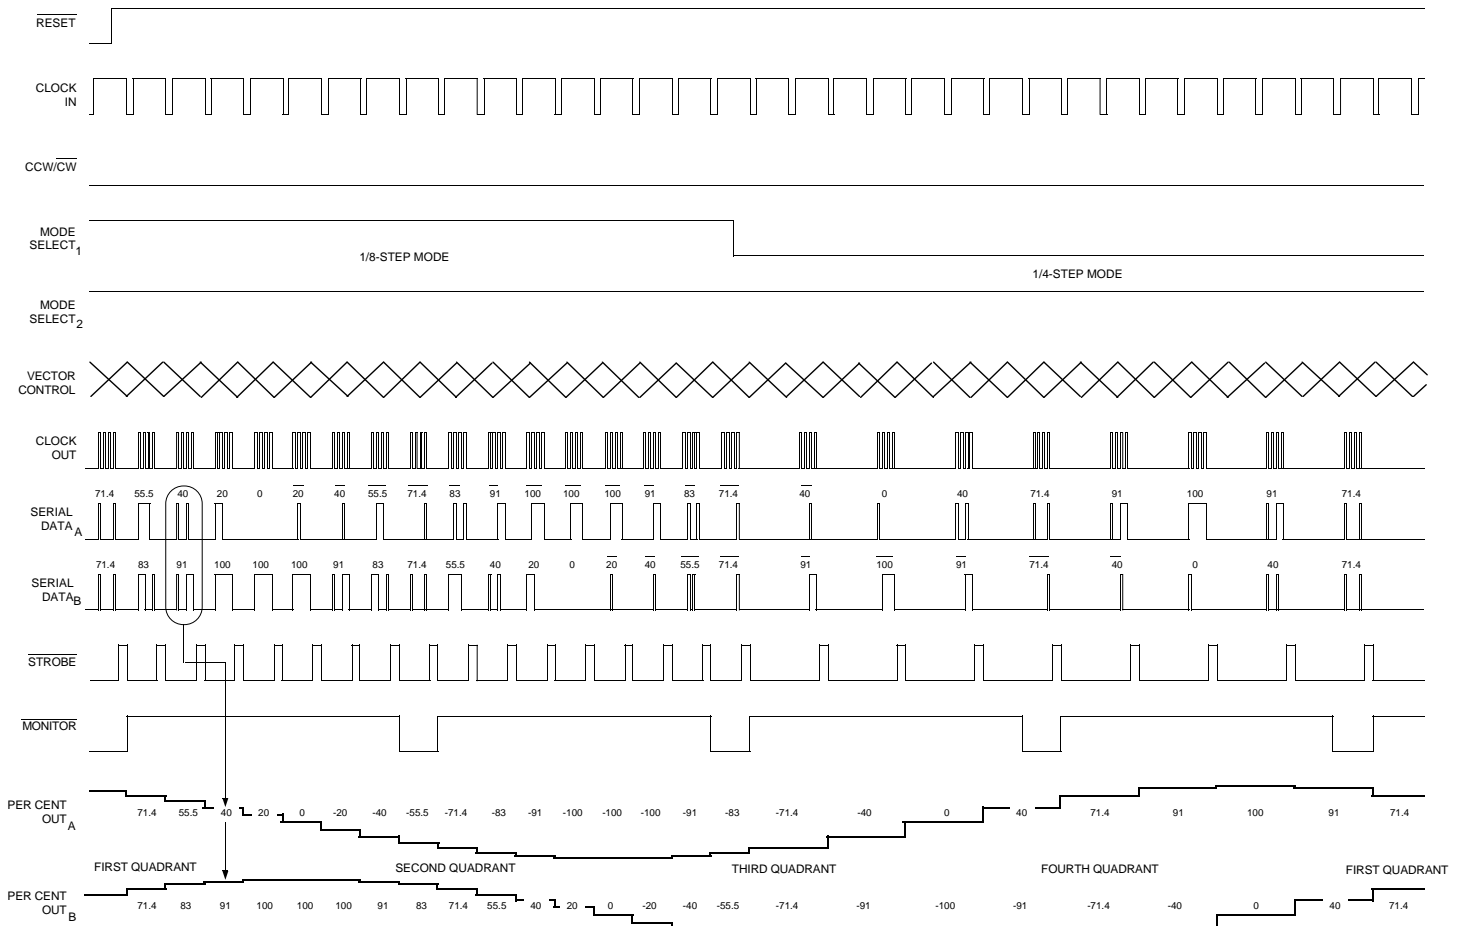 RESET
CLOCK
IN
CCW/CW
MODE
SELECT1
1/8-STEP MODE
1/4-STEP MODE
MODE
SELECT2
VECTOR
CONTROL
CLOCK
OUT
71.4 55.5 40 20 0 20 40 55.5 71.4 83 91 100 100 100 91 83 71.4 40 0 40 71.4 91 100 91 71.4
SERIAL
DATA A
71.4 83 91 100 100 100 91 83 71.4 55.5 40 20 0 20 40 55.5 71.4 91 100 91 71.4 40 0 40 71.4
SERIAL
DATA B
STROBE
MONITOR
PER CENT
OUT A
71.4 55.5 40 20 0 -20 -40 -55.5 -71.4 -83 -91 -100 -100 -100 -91 -83 -71.4 -40 0 40 71.4 91 100 91 71.4
FIRST QUADRANT SECOND QUADRANT THIRD QUADRANT FOURTH QUADRANT FIRST QUADRANT
PER CENT
OUT B
71.4 83 91 100 100 100 91 83 71.4 55.5 40 20 0 -20 -40 -55.5 -71.4 -91 -100 -91 -71.4 -40 0 40 71.4